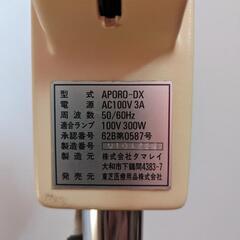 型式 APORO-DX
電源 AC100V 3A
周波数 50/60Hz
適合ランプ 100V 300W
承認番号 62B第0587号
製造番号
製造元 株式会社タマレイ
大和市下鶴間4383-7
発売元 東芝医療用品株式会社